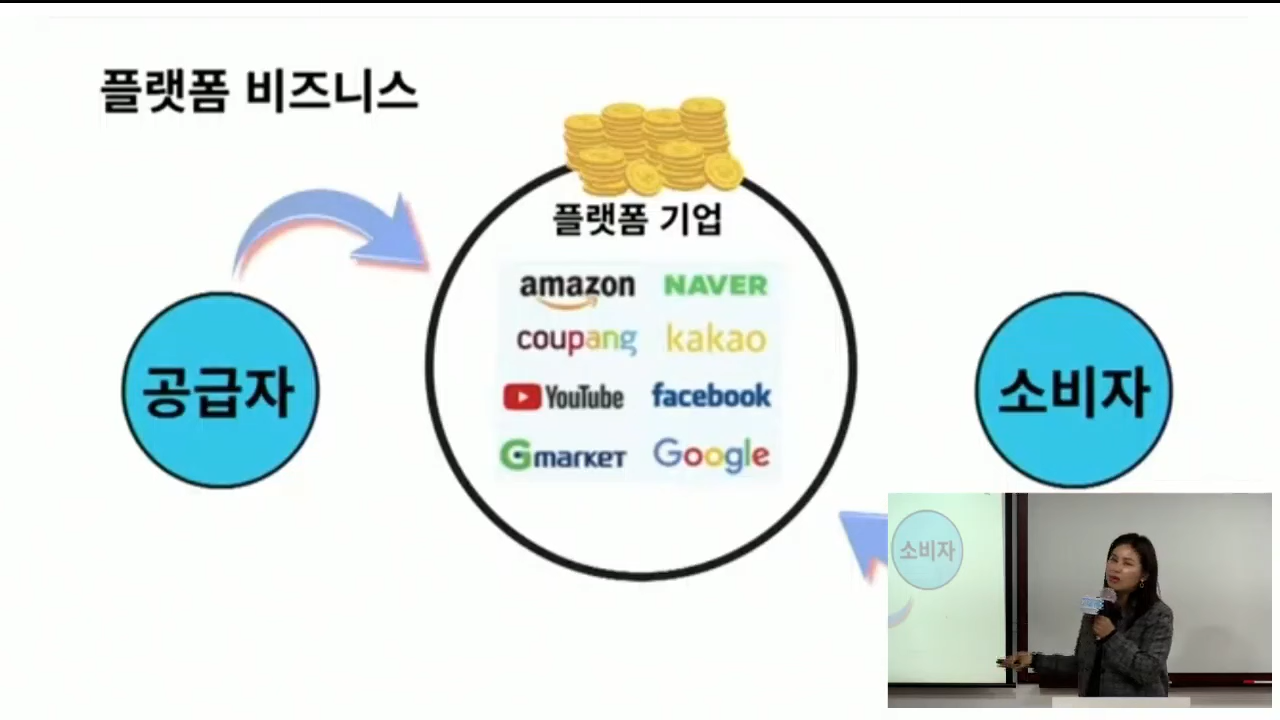 플랫폼 비즈니스
플랫폼 기업
amazon NAVER
coupang kakao
YouTube facebook
Gmarket Google
공급자
소비자
소비자